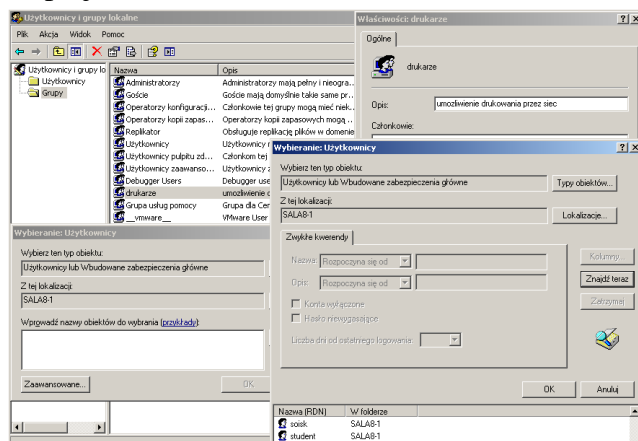 Użytkownicy i grupy lokalne
Plik Akcja Widok Pomoc
Użytkownicy i grupy lo
Użytkownicy
Grupy
Nazwa Opis
Administratorzy Administratorzy mają pełny i nieogra...
Goście Goście mają domyślnie takie same pr...
Operatorzy konfiguracji... Członkowie tej grupy mogą mieć niek...
Operatorzy kopii zapas... Operatorzy kopii zapasowych mogą ..
Replikator Obsługuje replikację plików w domenie
Użytkownicy Użytkownicy
Użytkownicy pulpitu zd... Członkom tej
Użytkownicy zaawanso... Użytkownicy
Debugger Users Debugger use
drukarze umozliwienie
Grupa usług pomocy Grupa dla Cer
__vmware__ VMware User
Właściwości: drukarze
Ogólne
drukarze
Opis: umozliwienie drukowania przez siec
Członkowie:
Wybieranie: Użytkownicy
Wybierz ten typ obiektu:
Użytkownicy lub Wbudowane zabezpieczenia główne
Z tej lokalizacji:
SALA8-1
Wprowadź nazwy obiektów do wybrania (przykłady):
Zaawansowane... OK
Wybieranie: Użytkownicy
Wybierz ten typ obiektu:
Użytkownicy lub Wbudowane zabezpieczenia główne Typy obiektów...
Z tej lokalizacji:
SALA8-1 Lokalizacje...
Zwykłe kwerendy
Nazwa: Rozpoczyna się od Kolumny...
Opis: Rozpoczyna się od Znajdź teraz
Konta wyłączone Zatrzymaj
Hasło niewygasające
Liczba dni od ostatniego logowania:
OK Anuluj
Nazwa (RDN) W folderze
soisk SALA8-1
student SALA8-1